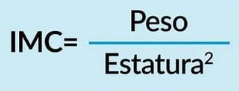 IMC= Peso
Estatura²